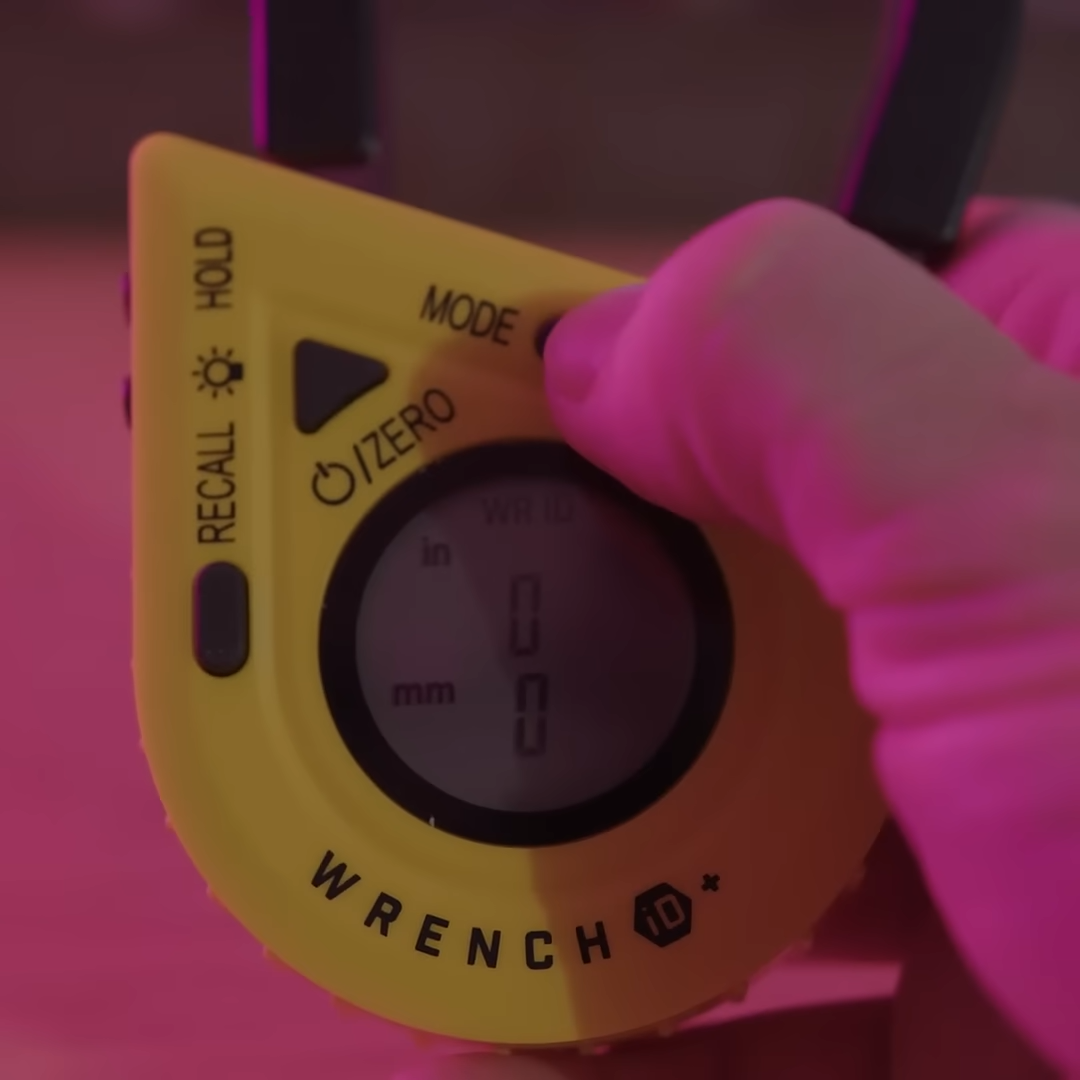 HOLD
RECALL
MODE
/ZERO
WR ID
in
0
mm
0
WRENCH iD+